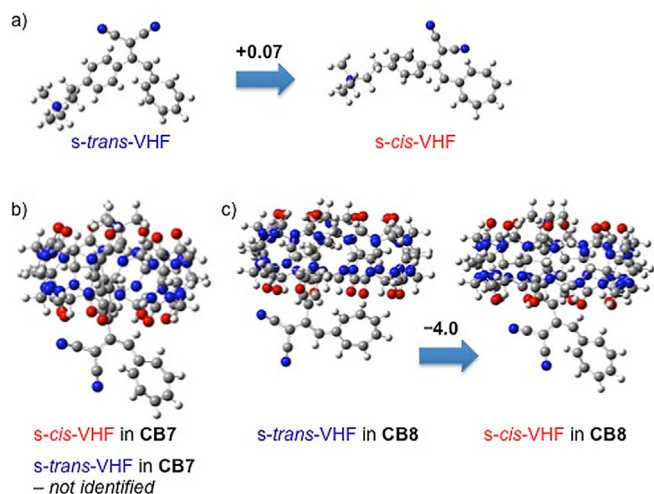 a)
+0.07
s-trans-VHF
s-cis-VHF
b)
c)
−4.0
s-cis-VHF in CB7
s-trans-VHF in CB7
– not identified
s-trans-VHF in CB8
s-cis-VHF in CB8